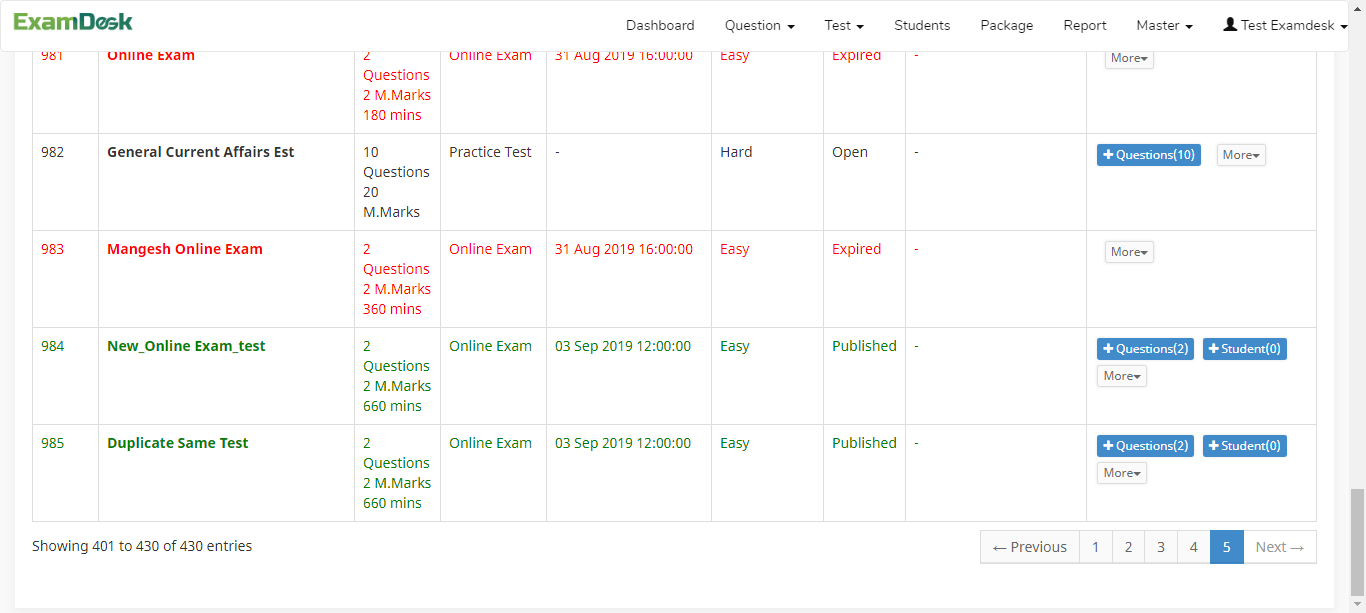 ExamDesk Dashboard Question Test Students Package Report Master Test Examdesk
981 Online Exam 2 Online Exam 31 Aug 2019 16:00:00 Easy Expired - More
Questions
2 M.Marks
180 mins
982 General Current Affairs Est 10 Practice Test - Hard Open - +Questions(10) More
Questions
20
M.Marks
983 Mangesh Online Exam 2 Online Exam 31 Aug 2019 16:00:00 Easy Expired - More
Questions
2 M.Marks
360 mins
984 New_Online Exam_test 2 Online Exam 03 Sep 2019 12:00:00 Easy Published - +Questions(2) +Student(0)
Questions
More
2 M.Marks
660 mins
985 Duplicate Same Test 2 Online Exam 03 Sep 2019 12:00:00 Easy Published - +Questions(2) +Student(0)
Questions
More
2 M.Marks
660 mins
Showing 401 to 430 of 430 entries ← Previous 1 2 3 4 5 Next →